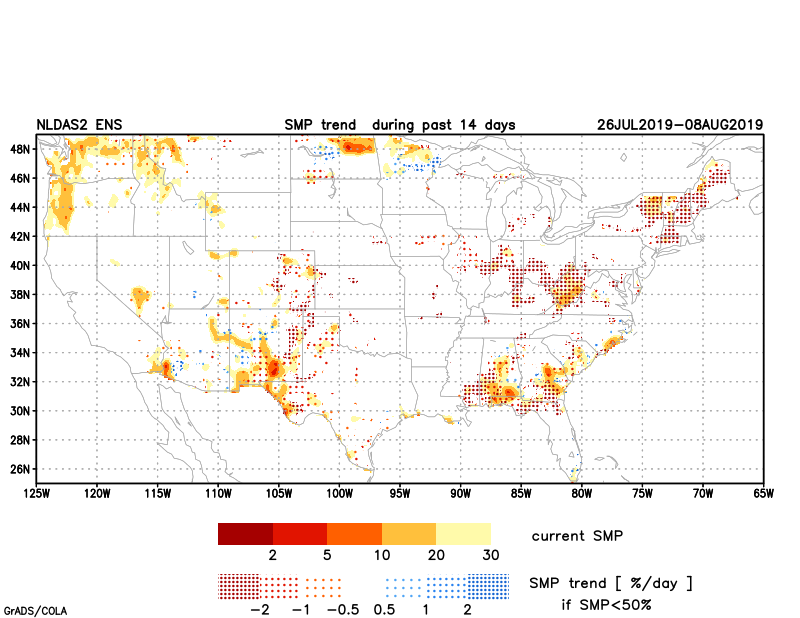 NLDAS2 ENS SMP trend during past 14 days 26JUL2019-08AUG2019
48N
46N
44N
42N
40N
38N
36N
34N
32N
30N
28N
26N
125W 120W 115W 110W 105W 100W 95W 90W 85W 80W 75W 70W 65W
current SMP
2 5 10 20 30
SMP trend [ %/day ]
-2 -1 -0.5 0.5 1 2
if SMP<50%
GrADS/COLA